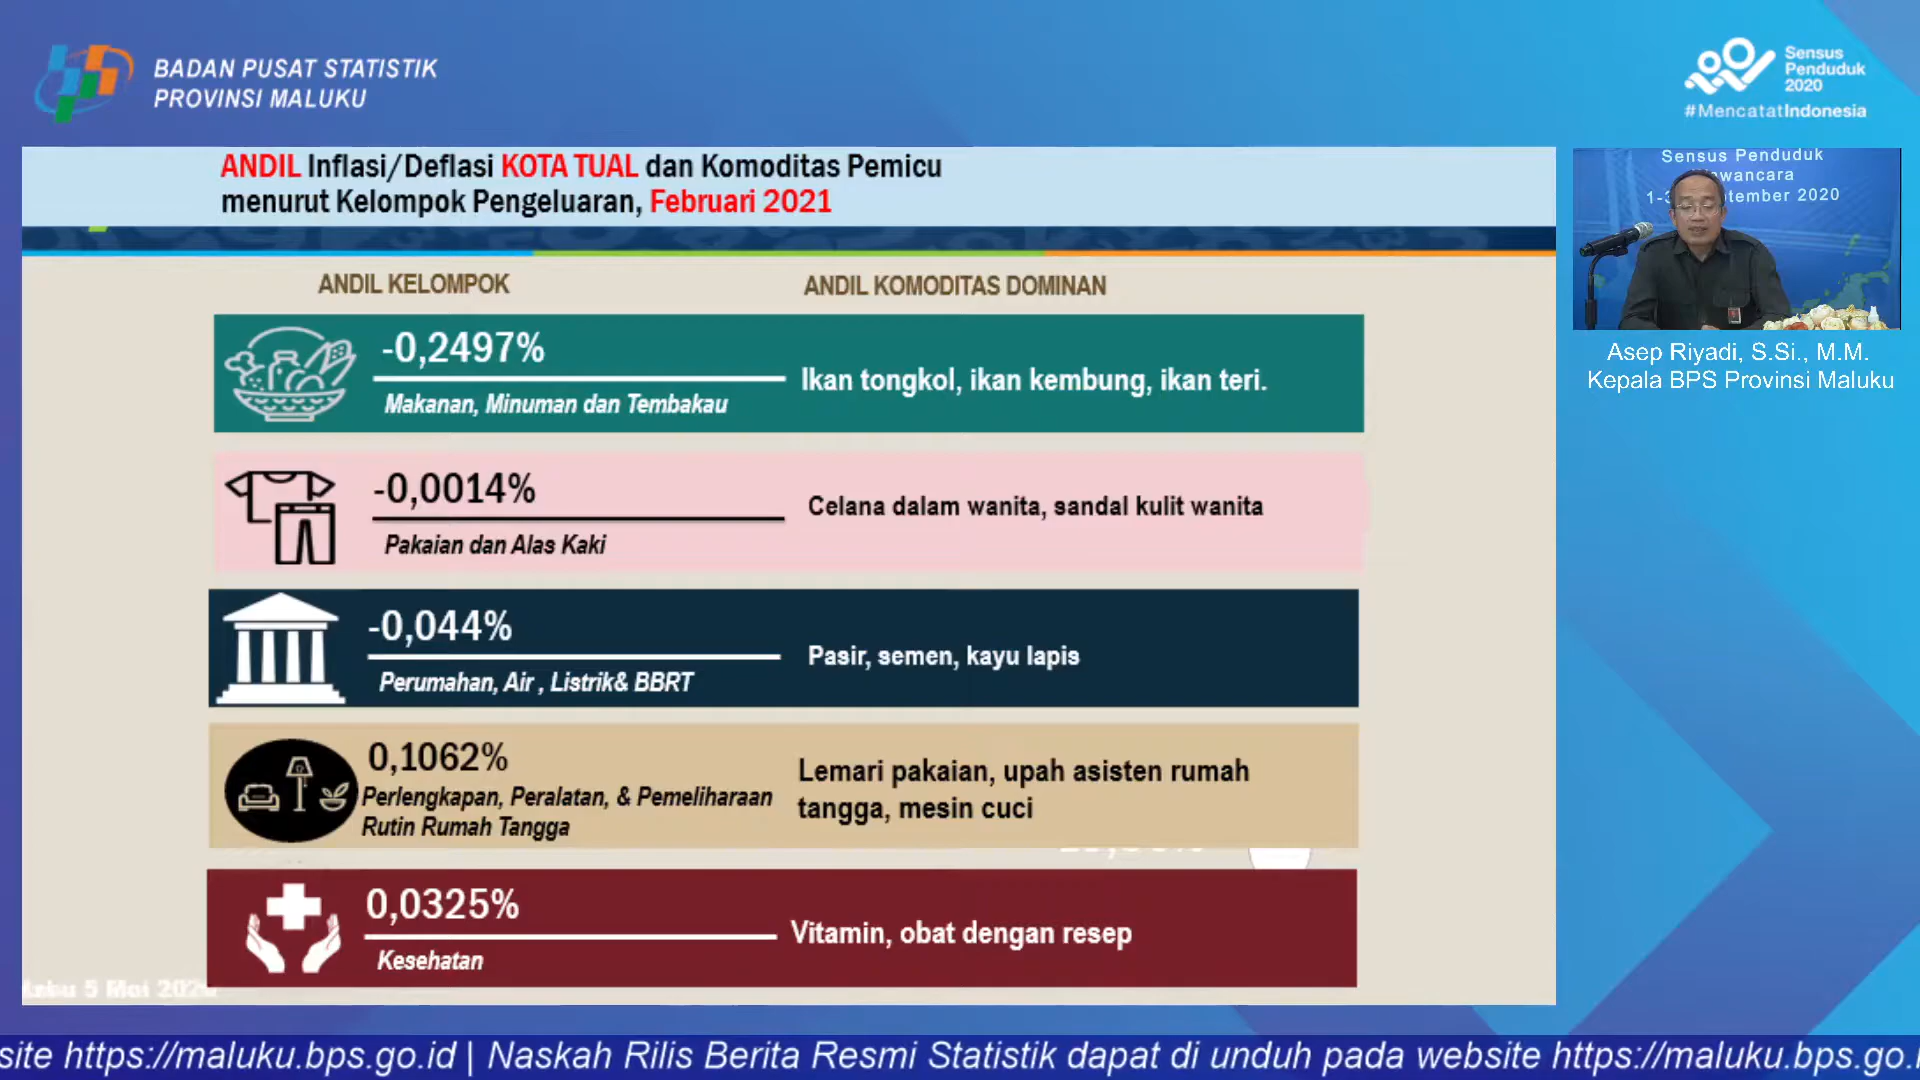 BADAN PUSAT STATISTIK
PROVINSI MALUKU
Sensus
Penduduk
2020
#MencatatIndonesia
ANDIL Inflasi/Deflasi KOTA TUAL dan Komoditas Pemicu
menurut Kelompok Pengeluaran, Februari 2021
ANDIL KELOMPOK
ANDIL KOMODITAS DOMINAN
-0,2497%
Makanan, Minuman dan Tembakau
Ikan tongkol, ikan kembung, ikan teri.
-0,0014%
Pakaian dan Alas Kaki
Celana dalam wanita, sandal kulit wanita
-0,044%
Perumahan, Air , Listrik& BBRT
Pasir, semen, kayu lapis
0,1062%
Perlengkapan, Peralatan, & Pemeliharaan
Rutin Rumah Tangga
Lemari pakaian, upah asisten rumah
tangga, mesin cuci
0,0325%
Kesehatan
Vitamin, obat dengan resep
5 Mei
Sensus Penduduk
2020
Asep Riyadi, S.Si., M.M.
Kepala BPS Provinsi Maluku
site https://maluku.bps.go.id | Naskah Rilis Berita Resmi Statistik dapat di unduh pada website https://maluku.bps.go.i